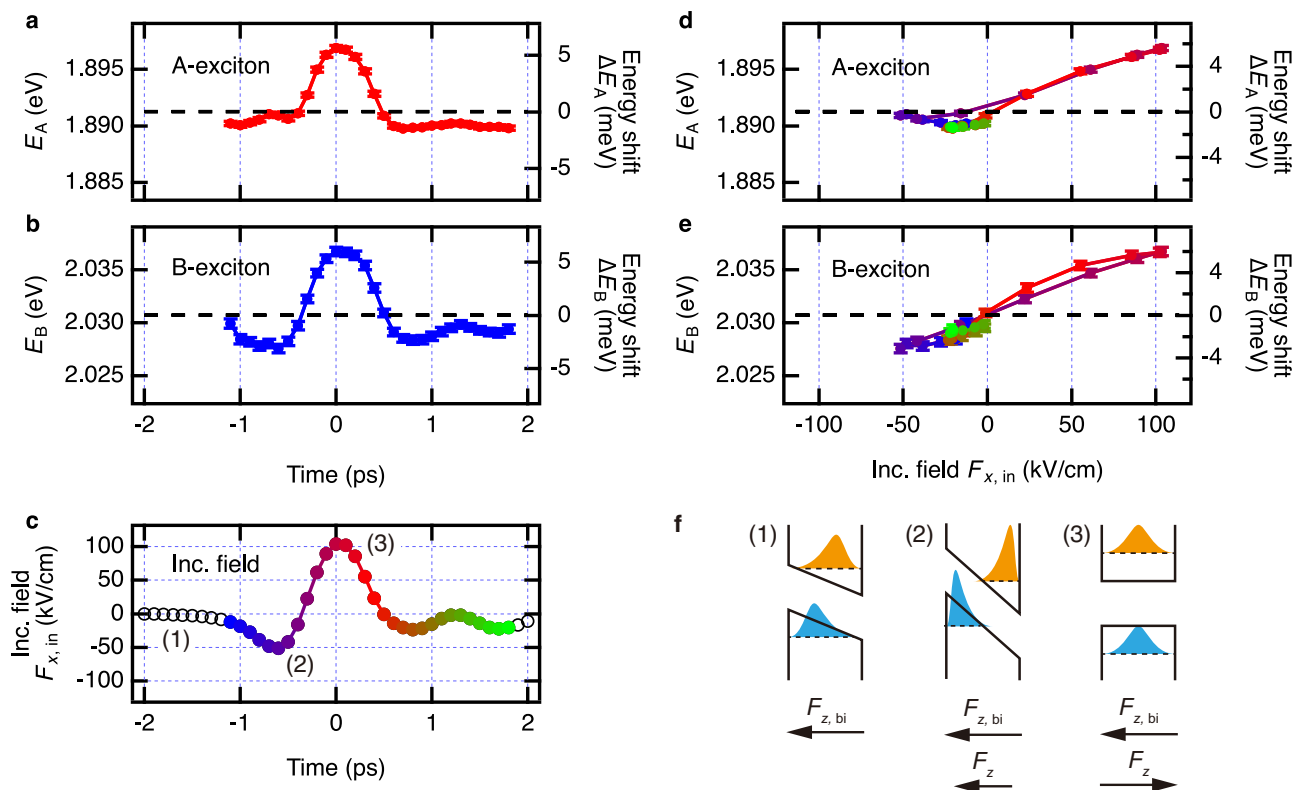 a
A-exciton
1.895
1.890
1.885
E_A (eV)
5
0
-5
Energy shift
ΔE_A (meV)
b
B-exciton
2.035
2.030
2.025
E_B (eV)
5
0
-5
Energy shift
ΔE_B (meV)
-2 -1 0 1 2
Time (ps)
c
Inc. field
(1)
(2)
(3)
100
50
0
-50
-100
Inc. field
F_x, in (kV/cm)
-2 -1 0 1 2
Time (ps)
d
A-exciton
1.895
1.890
1.885
E_A (eV)
4
0
-4
Energy shift
ΔE_A (meV)
e
B-exciton
2.035
2.030
2.025
E_B (eV)
4
0
-4
Energy shift
ΔE_B (meV)
-100 -50 0 50 100
Inc. field F_x, in (kV/cm)
f
(1) (2) (3)
F_z, bi F_z, bi F_z, bi
F_z F_z